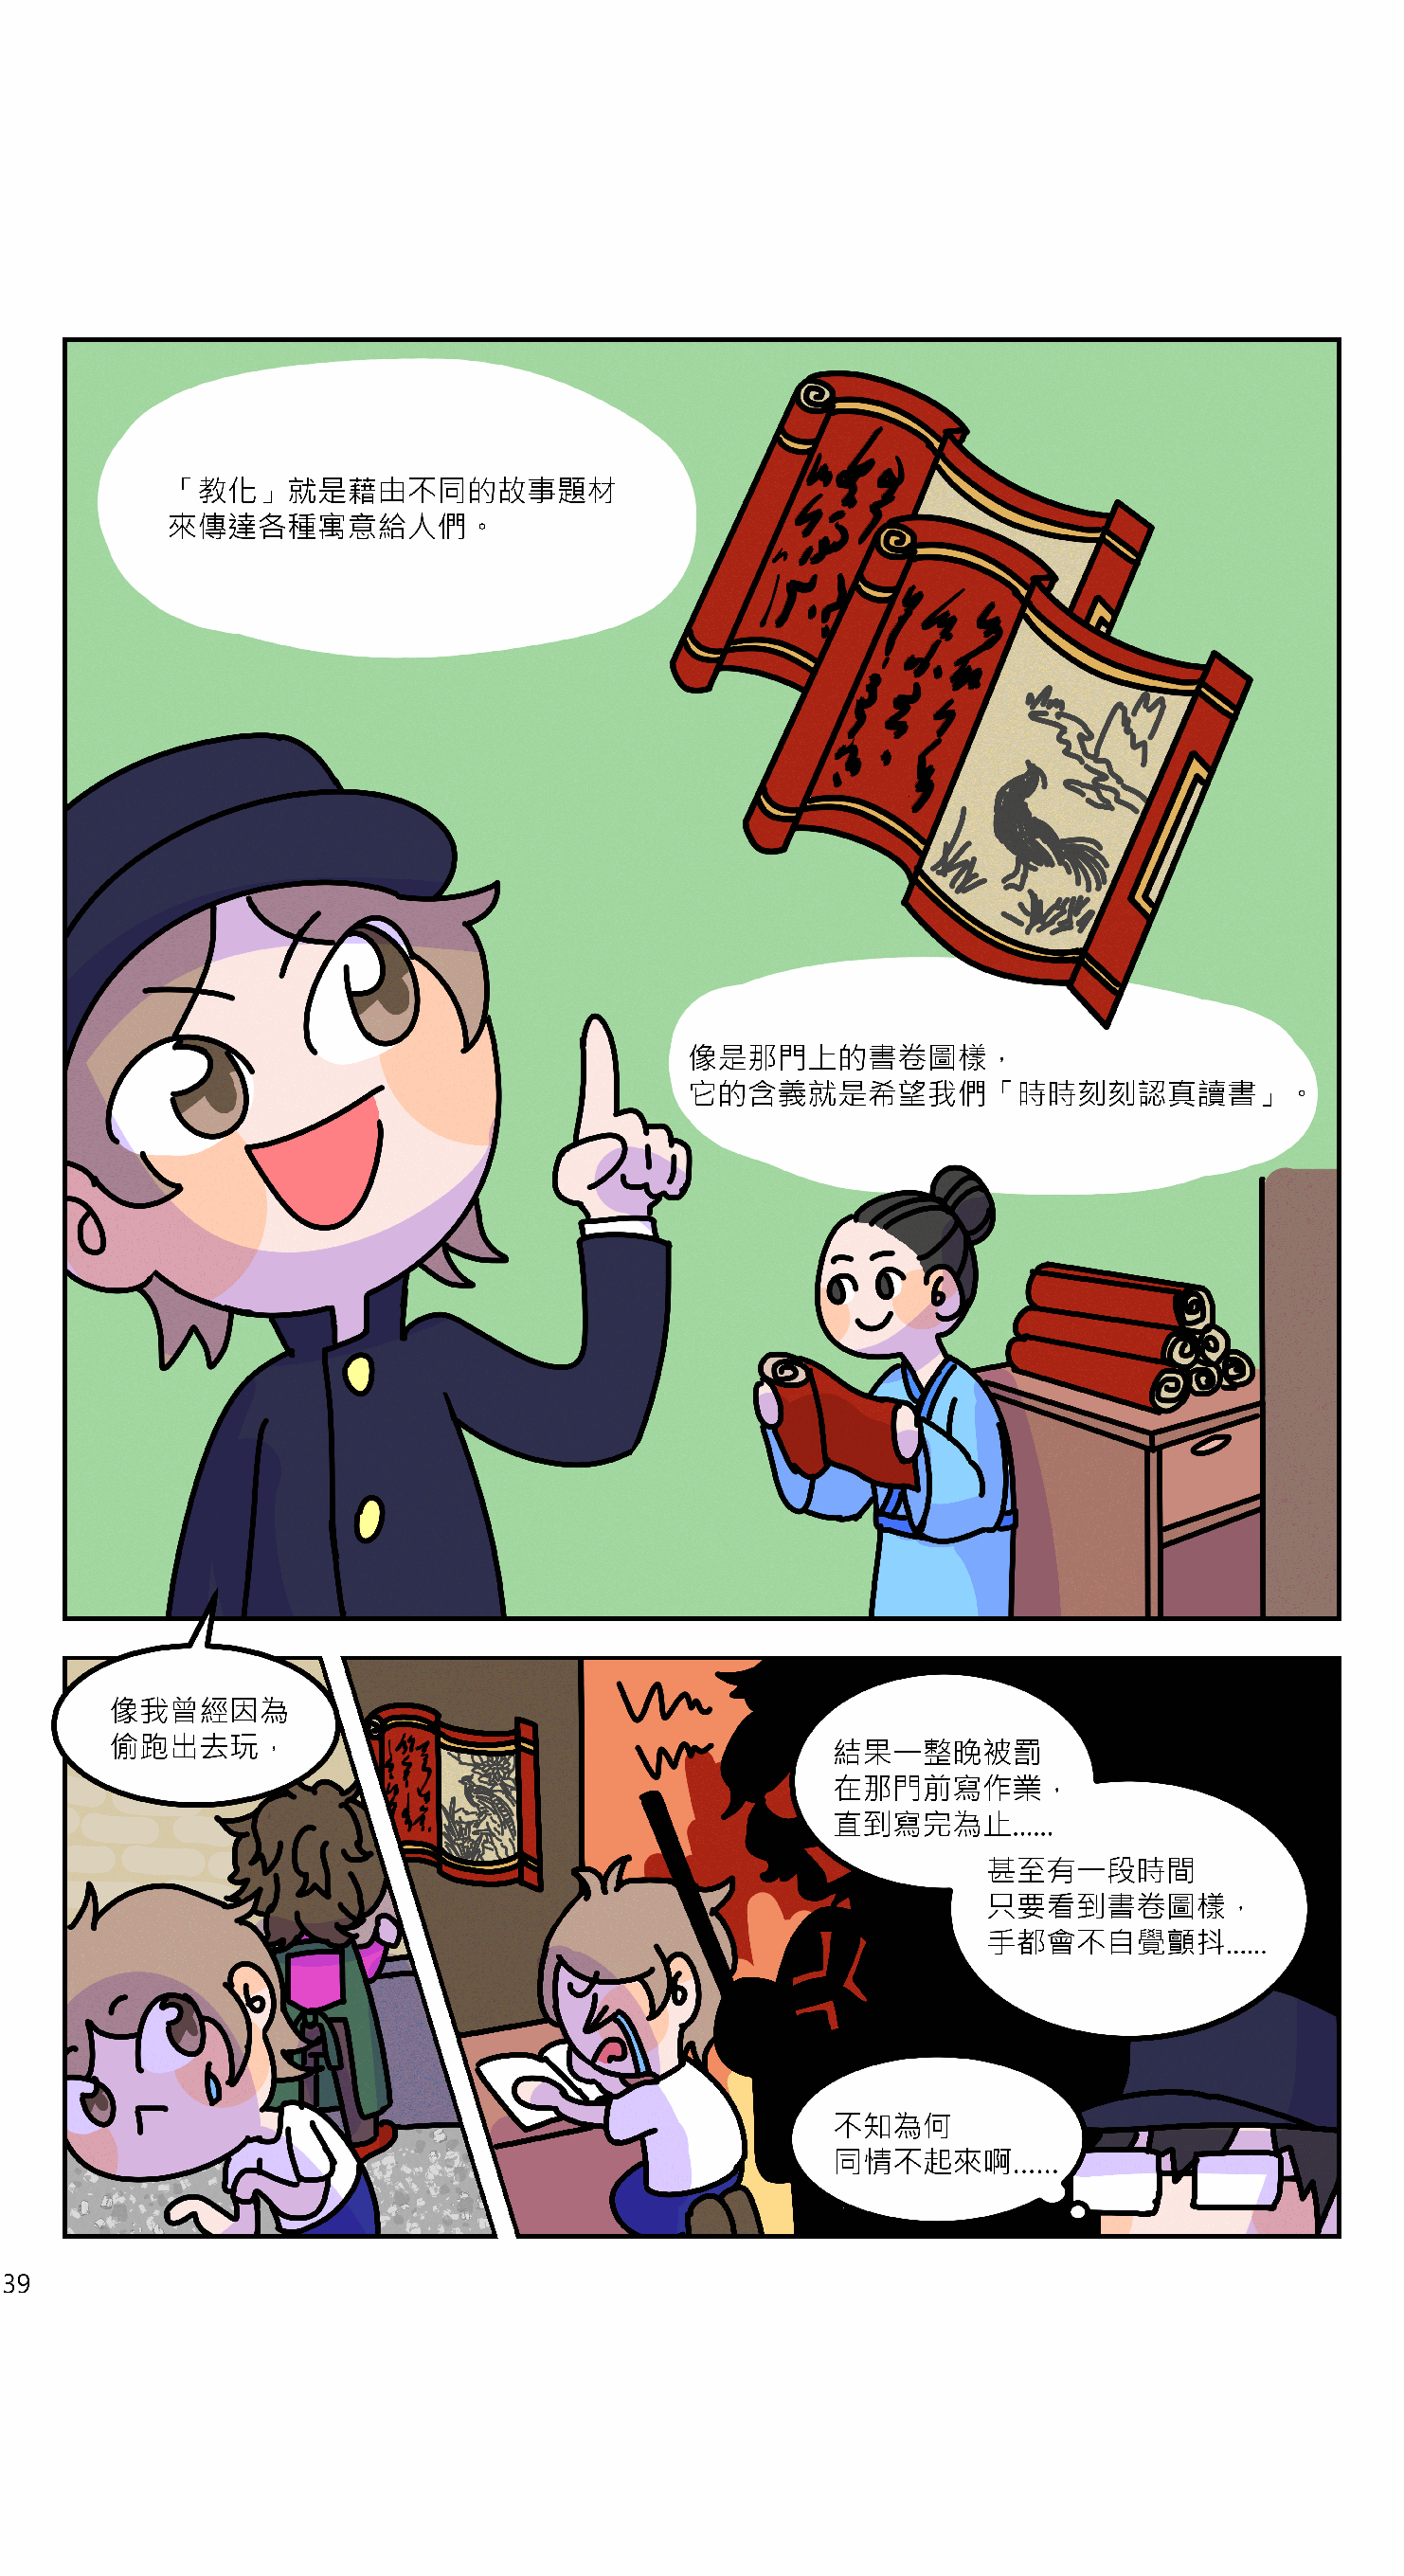 「教化」就是藉由不同的故事題材
來傳達各種寓意給人們。
像是那門上的書卷圖樣，
它的含義就是希望我們「時時刻刻認真讀書」。
像我曾經因為
偷跑出去玩，
結果一整晚被罰
在那門前寫作業，
直到寫完為止……
甚至有一段時間
只要看到書卷圖樣，
手都會不自覺顫抖……
不知為何
同情不起來啊……
39